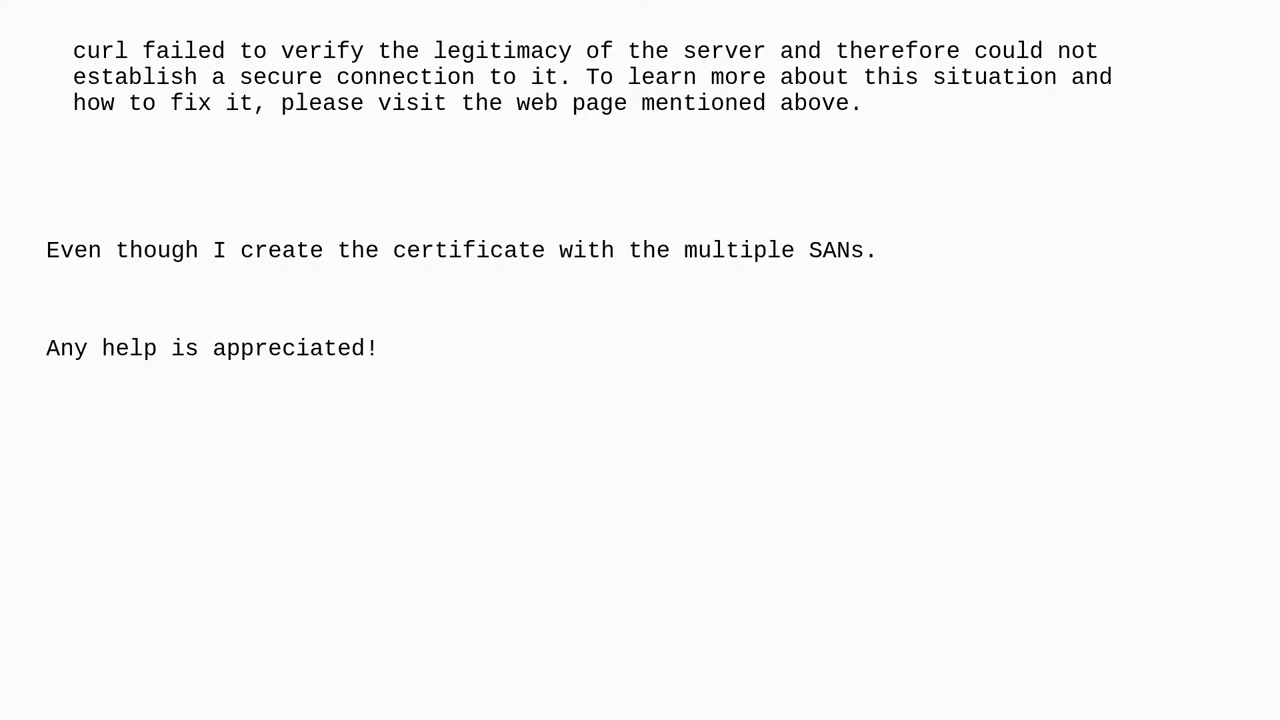 curl failed to verify the legitimacy of the server and therefore could not
establish a secure connection to it. To learn more about this situation and
how to fix it, please visit the web page mentioned above.
Even though I create the certificate with the multiple SANs.
Any help is appreciated!